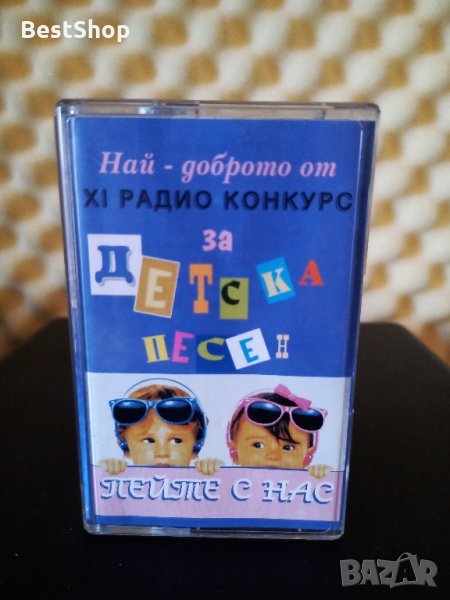 BestShop
Най - доброто от
XI РАДИО КОНКУРС
за
ДЕТСКА
ПЕСЕН
ПЕЙТЕ С НАС
BAZAR